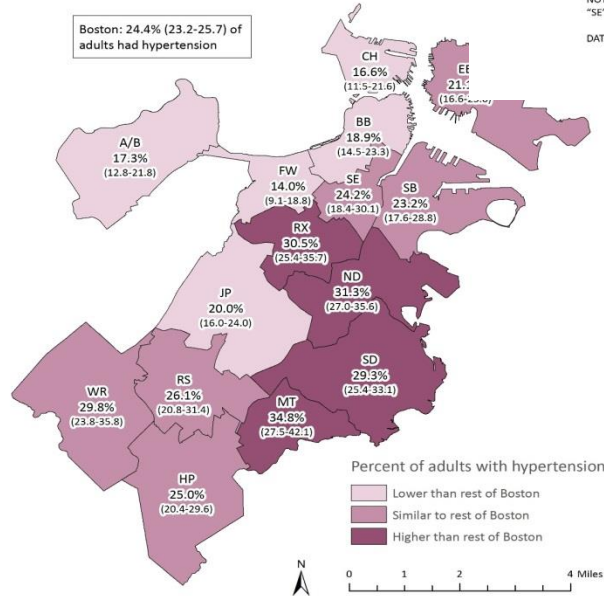 NOT
"SE"
DAT
Boston: 24.4% (23.2-25.7) of
adults had hypertension
CH
16.6%
(11.5-21.6)
21.1
A/B
17.3%
(12.8-21.8)
BB
18.9%
(14.5-23.3)
FW
14.0%
(9.1-18.8)
SE
24.2%
(18.4-30.1)
SB
23.2%
(17.6-28.8)
RX
30.5%
(25.4-35.7)
ND
31.3%
(27.0-35.6)
JP
20.0%
(16.0-24.0)
SD
29.3%
(25.4-33.1)
WR
29.8%
(23.8-35.8)
RS
26.1%
(20.8-31.4)
MT
34.8%
(27.5-42.1)
HP
25.0%
(20.4-29.6)
Percent of adults with hypertension
Lower than rest of Boston
Similar to rest of Boston
Higher than rest of Boston
N
0 1 2 4 Miles